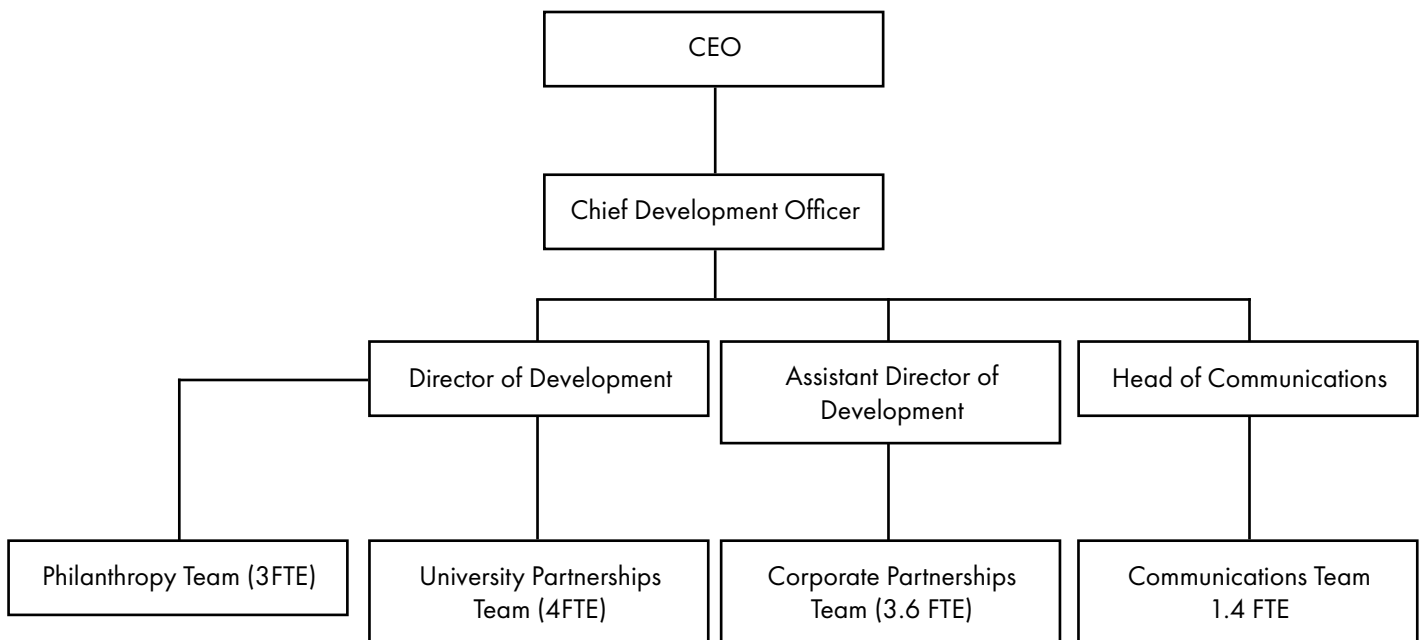 CEO
Chief Development Officer
Director of Development
Assistant Director of
Development
Head of Communications
Philanthropy Team (3FTE)
University Partnerships
Team (4FTE)
Corporate Partnerships
Team (3.6 FTE)
Communications Team
1.4 FTE